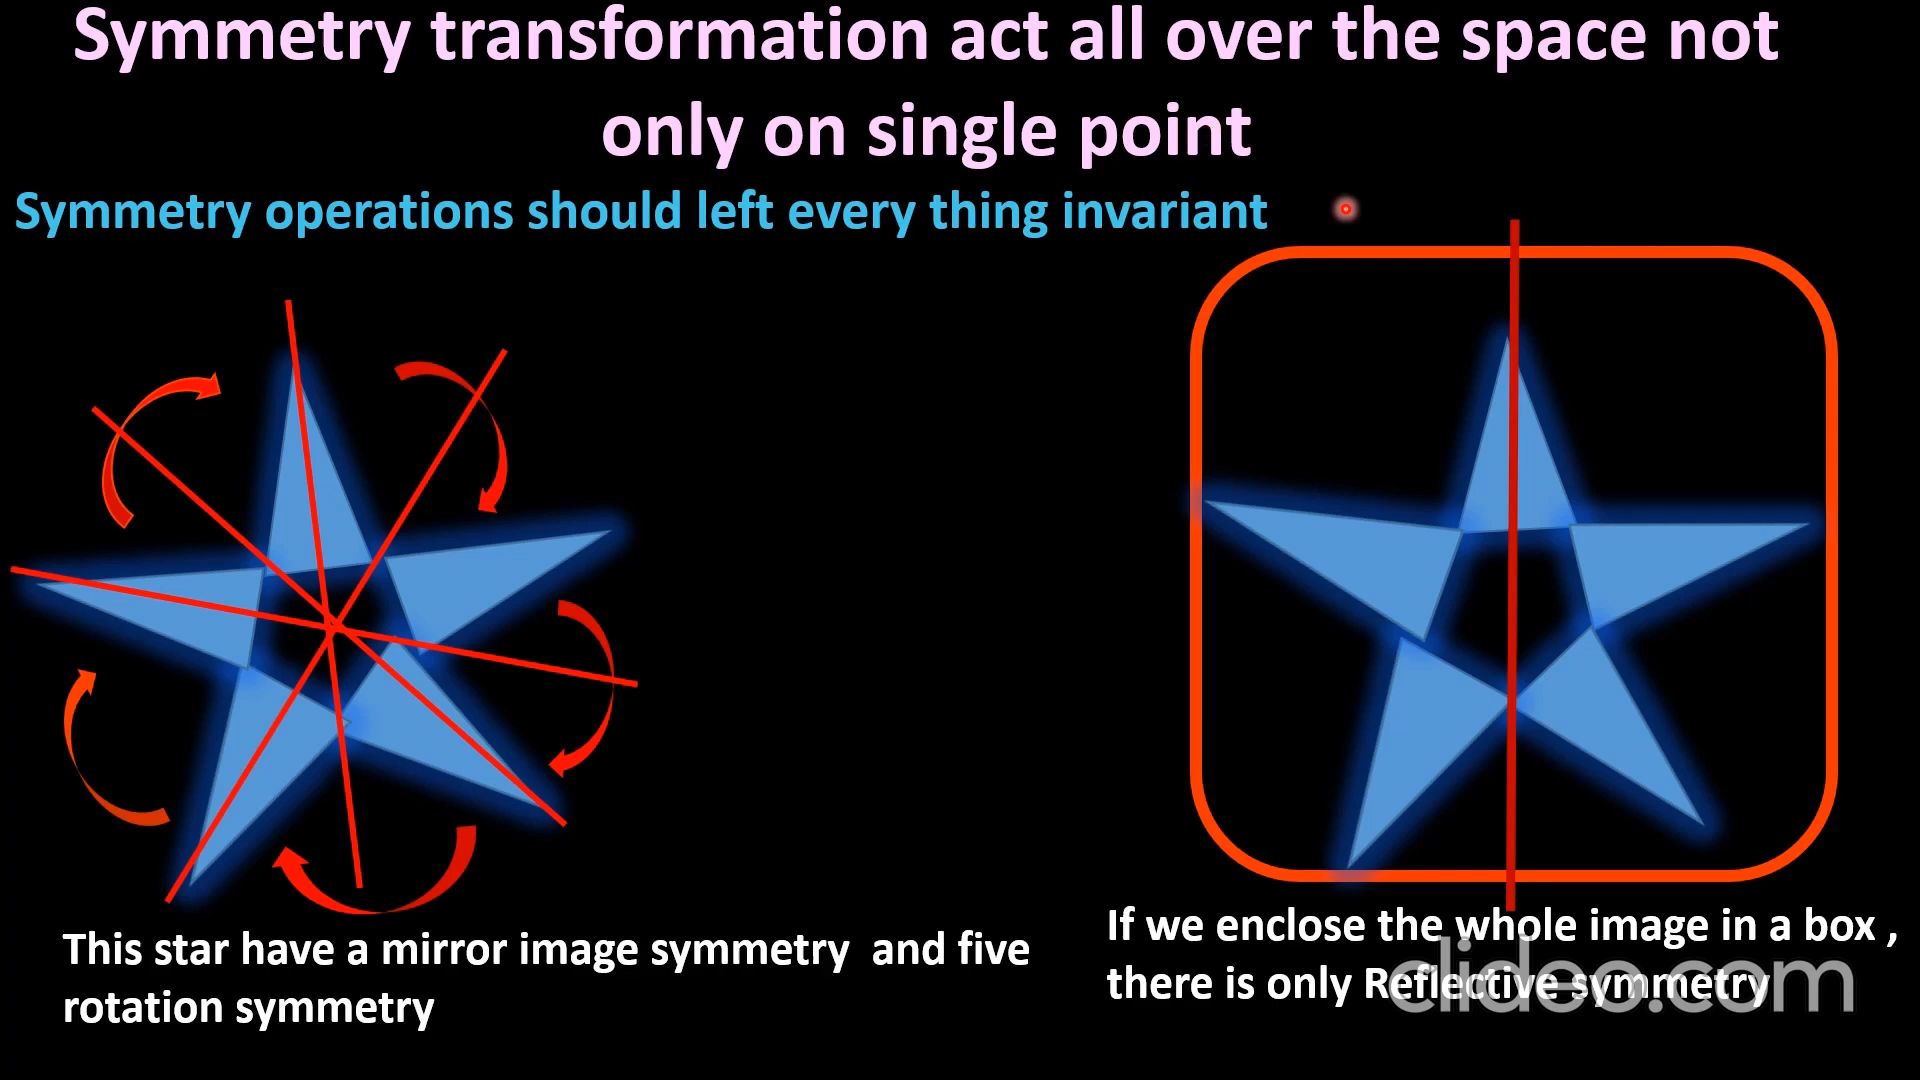 Symmetry transformation act all over the space not
only on single point
Symmetry operations should left every thing invariant
This star have a mirror image symmetry and five
rotation symmetry
If we enclose the whole image in a box ,
there is only Reflective symmetry
clideo.com